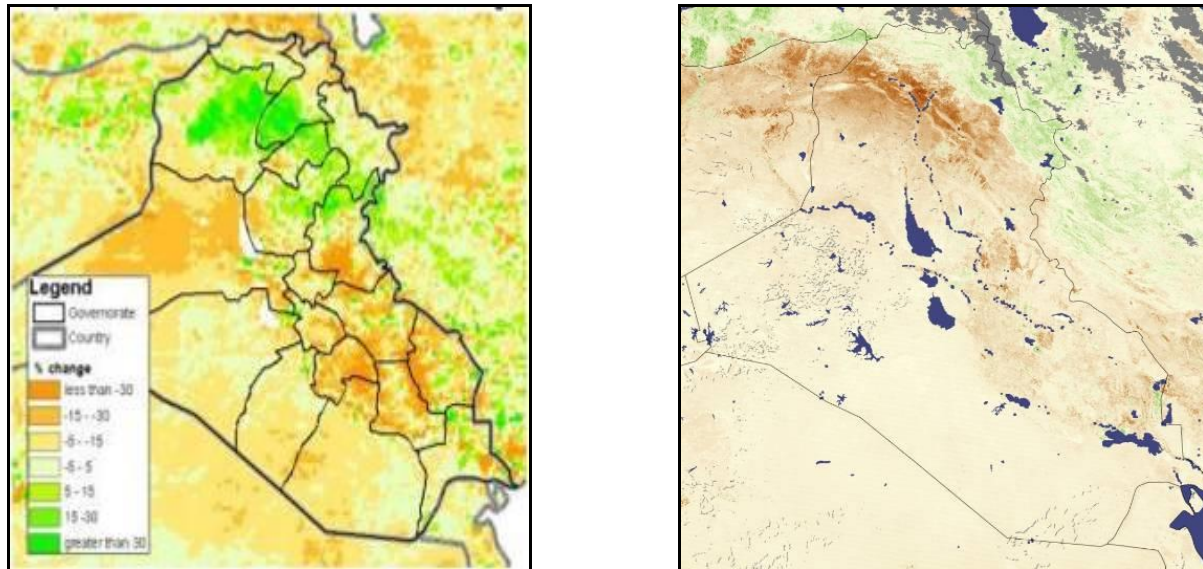 Legend
Governorate
Country
% change
less than -30
-15 - -30
-5 - -15
-5 - 5
5 - 15
15 -30
greater than 30